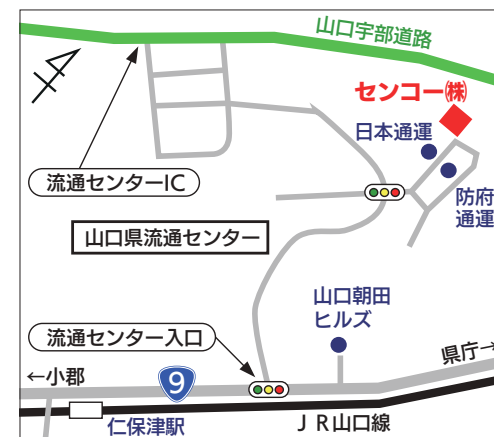 山口宇部道路
センコー㈱
日本通運
流通センターIC
防府
通運
山口県流通センター
山口朝田
ヒルズ
流通センター入口
県庁→
←小郡
9
仁保津駅
ＪＲ山口線